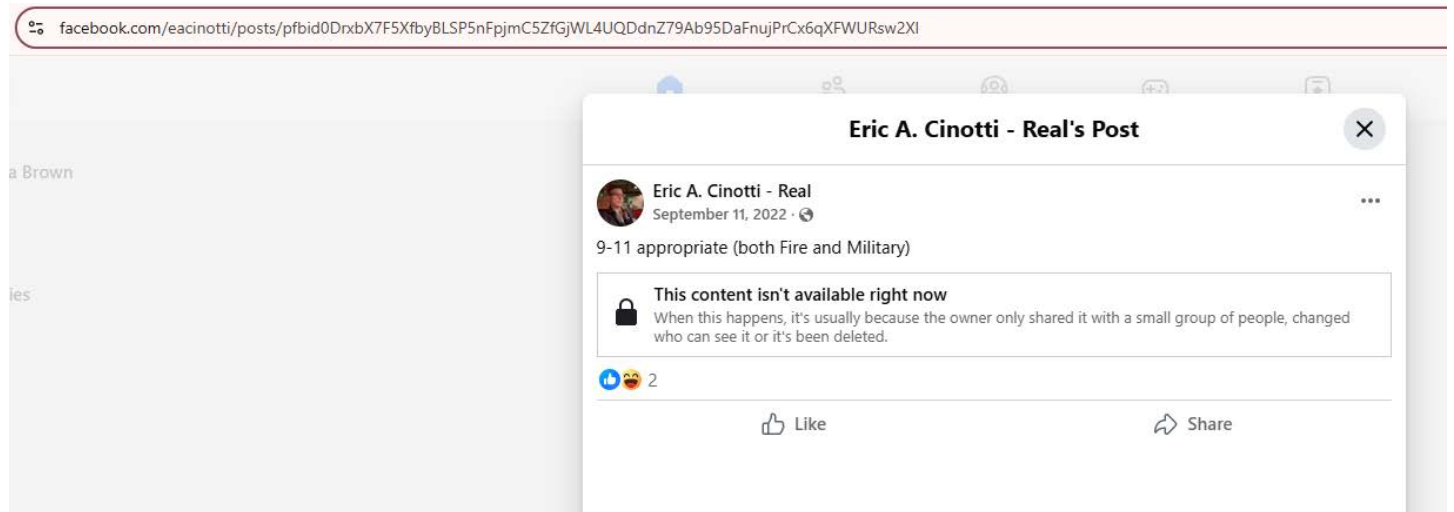 facebook.com/eacinotti/posts/pfbid0DrxbX7F5XfbyBLSP5nFpjmC5ZfGjWL4UQDdnZ79Ab95DaFnujPrCx6qXFWURsw2Xl
Eric A. Cinotti - Real's Post
a Brown
Eric A. Cinotti - Real
September 11, 2022 ·
9-11 appropriate (both Fire and Military)
ies
This content isn't available right now
When this happens, it's usually because the owner only shared it with a small group of people, changed
who can see it or it's been deleted.
2
Like
Share